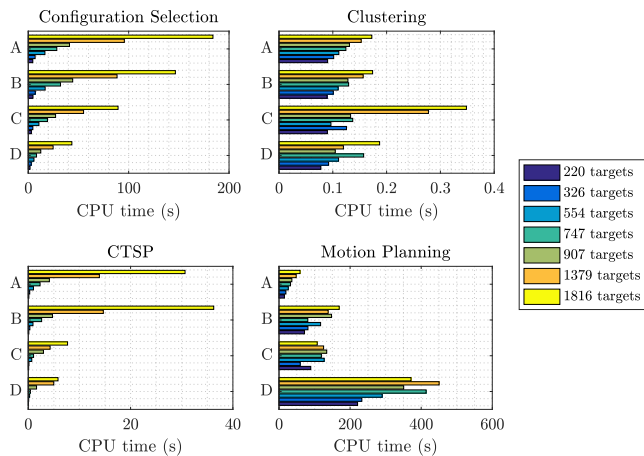 Configuration Selection
A
B
C
D
0 100 200
CPU time (s)
Clustering
A
B
C
D
0 0.1 0.2 0.3 0.4
CPU time (s)
CTSP
A
B
C
D
0 20 40
CPU time (s)
Motion Planning
A
B
C
D
0 200 400 600
CPU time (s)
220 targets
326 targets
554 targets
747 targets
907 targets
1379 targets
1816 targets